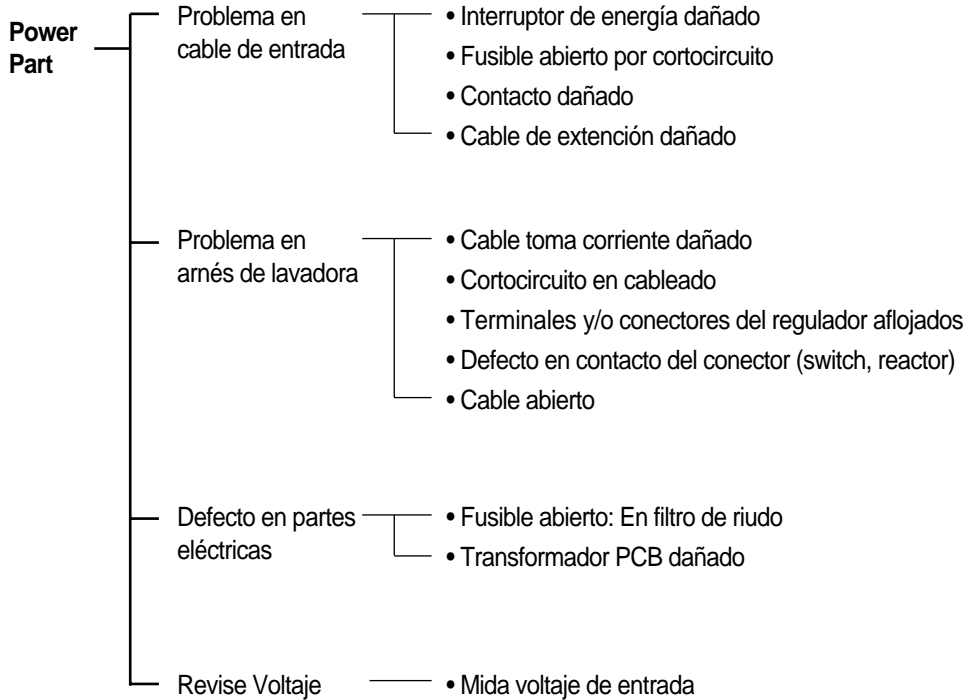 Power
Part
Problema en
cable de entrada
• Interruptor de energía dañado
• Fusible abierto por cortocircuito
• Contacto dañado
• Cable de extención dañado
Problema en
arnés de lavadora
• Cable toma corriente dañado
• Cortocircuito en cableado
• Terminales y/o conectores del regulador aflojados
• Defecto en contacto del conector (switch, reactor)
• Cable abierto
Defecto en partes
eléctricas
• Fusible abierto: En filtro de riudo
• Transformador PCB dañado
Revise Voltaje
• Mida voltaje de entrada